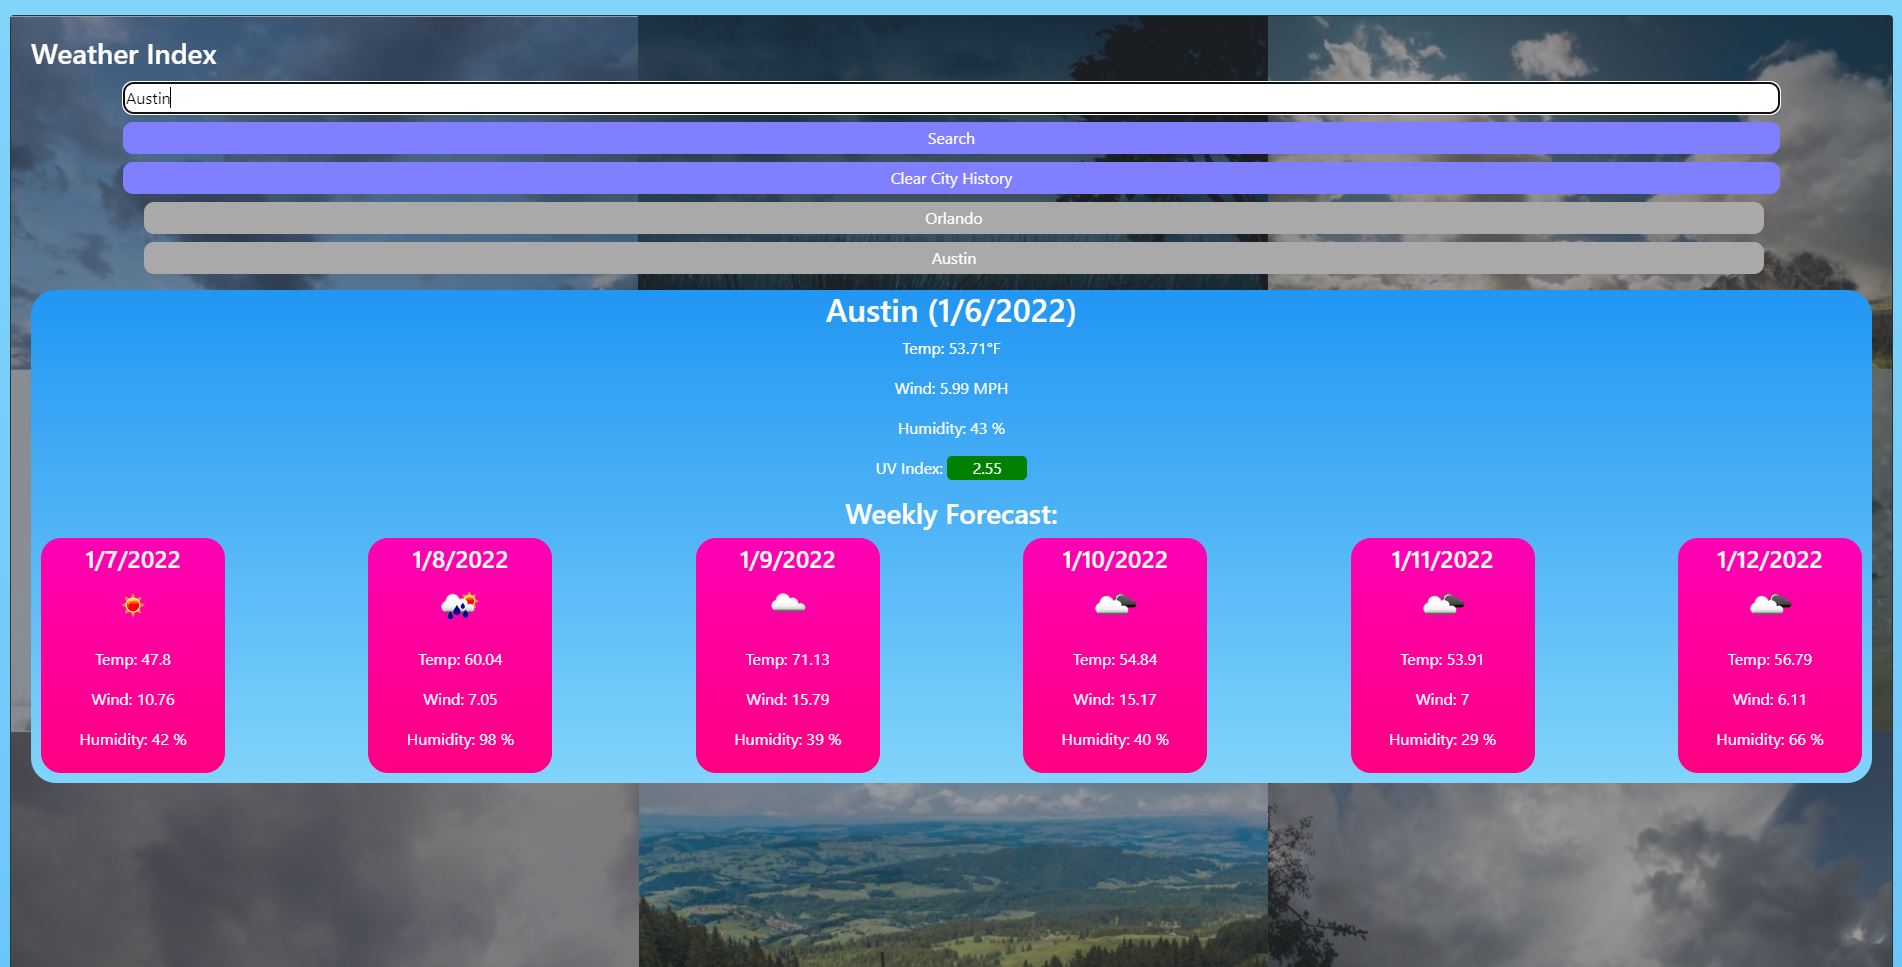 Weather Index
Austin
Search
Clear City History
Orlando
Austin
Austin (1/6/2022)
Temp: 53.71°F
Wind: 5.99 MPH
Humidity: 43 %
UV Index: 2.55
Weekly Forecast:
1/7/2022
Temp: 47.8
Wind: 10.76
Humidity: 42 %
1/8/2022
Temp: 60.04
Wind: 7.05
Humidity: 98 %
1/9/2022
Temp: 71.13
Wind: 15.79
Humidity: 39 %
1/10/2022
Temp: 54.84
Wind: 15.17
Humidity: 40 %
1/11/2022
Temp: 53.91
Wind: 7
Humidity: 29 %
1/12/2022
Temp: 56.79
Wind: 6.11
Humidity: 66 %